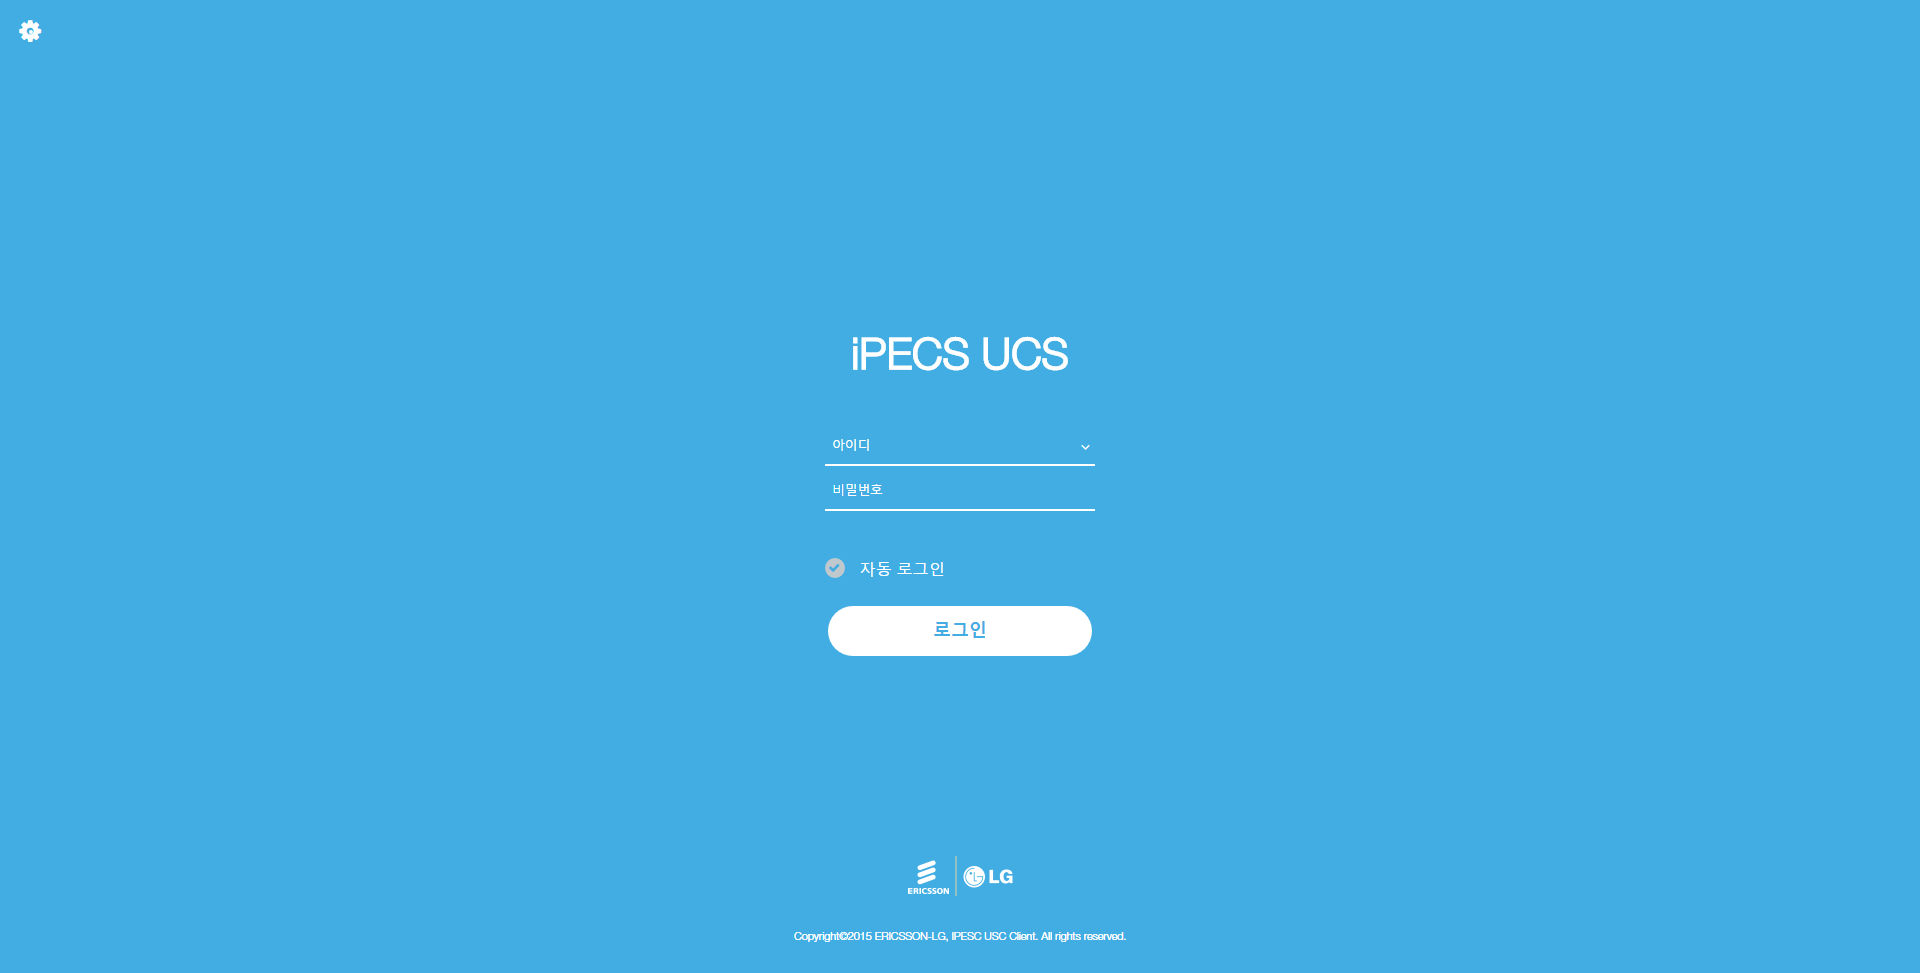 iPECS UCS
아이디
비밀번호
자동 로그인
로그인
ERICSSON
LG
Copyright©2015 ERICSSON-LG, IPESC USC Client. All rights reserved.